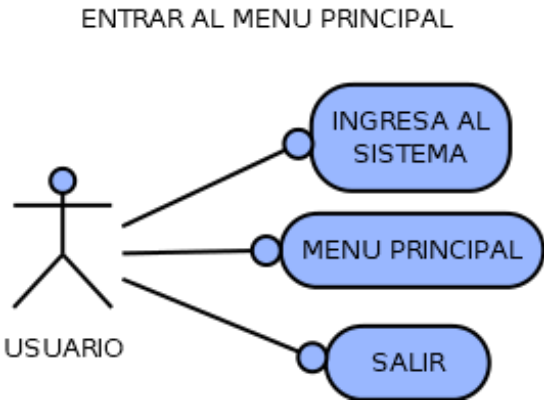 ENTRAR AL MENU PRINCIPAL
INGRESA AL
SISTEMA
MENU PRINCIPAL
USUARIO
SALIR